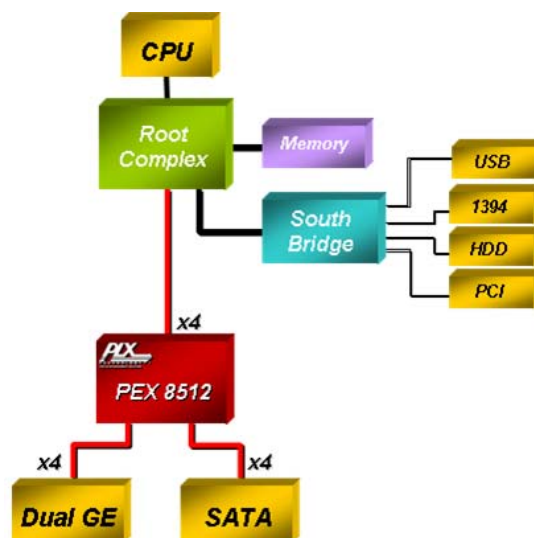 CPU
Root
Complex
Memory
South
Bridge
USB
1394
HDD
PCI
x4
PLX
PEX 8512
x4
x4
Dual GE
SATA